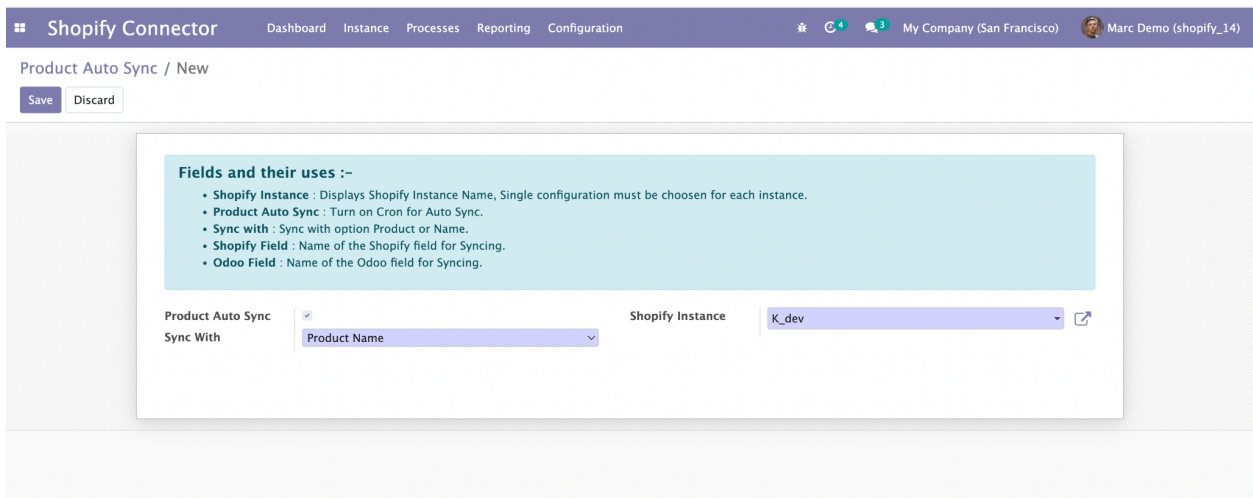 Shopify Connector Dashboard Instance Processes Reporting Configuration 4 3 My Company (San Francisco) Marc Demo (shopify_14)
Product Auto Sync / New
Save Discard
Fields and their uses :-
• Shopify Instance : Displays Shopify Instance Name, Single configuration must be choosen for each instance.
• Product Auto Sync : Turn on Cron for Auto Sync.
• Sync with : Sync with option Product or Name.
• Shopify Field : Name of the Shopify field for Syncing.
• Odoo Field : Name of the Odoo field for Syncing.
Product Auto Sync Shopify Instance K_dev
Sync With Product Name